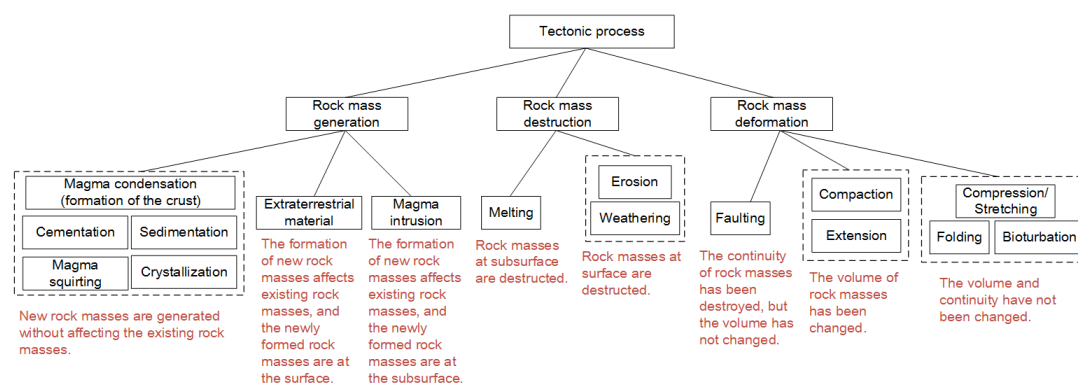 Tectonic process
Rock mass
generation
Rock mass
destruction
Rock mass
deformation
Magma condensation
(formation of the crust)
Cementation
Sedimentation
Magma
squirting
Crystallization
New rock masses are generated
without affecting the existing rock
masses.
Extraterrestrial
material
The formation
of new rock
masses affects
existing rock
masses, and
the newly
formed rock
masses are at
the surface.
Magma
intrusion
The formation
of new rock
masses affects
existing rock
masses, and
the newly
formed rock
masses are at
the subsurface.
Melting
Rock masses
at subsurface
are destructed.
Erosion
Weathering
Rock masses at
surface are
destructed.
Faulting
The continuity
of rock masses
has been
destroyed, but
the volume has
not changed.
Compaction
Extension
The volume of
rock masses
has been
changed.
Compression/
Stretching
Folding
Bioturbation
The volume and
continuity have not
been changed.